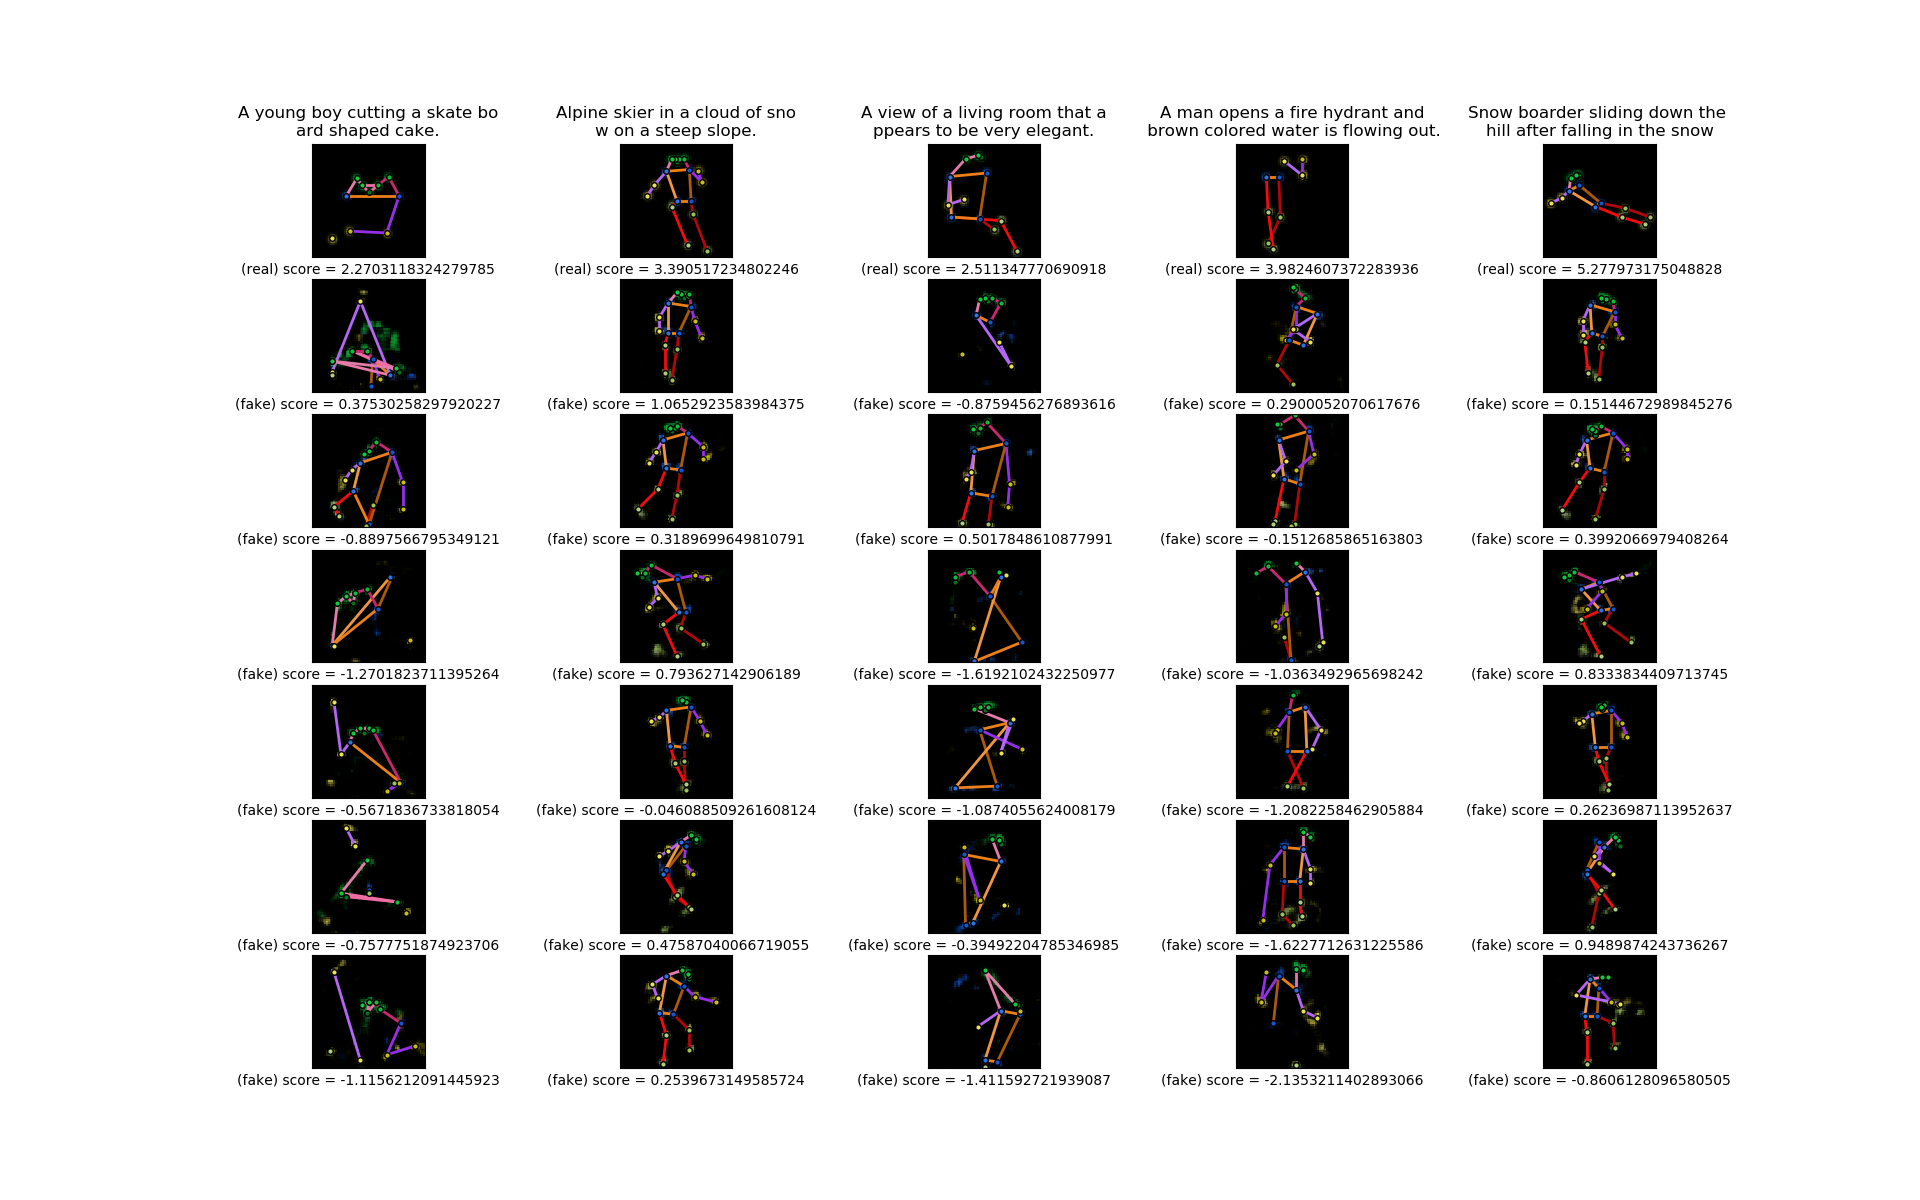 A young boy cutting a skate bo
ard shaped cake.
Alpine skier in a cloud of sno
w on a steep slope.
A view of a living room that a
ppears to be very elegant.
A man opens a fire hydrant and
brown colored water is flowing out.
Snow boarder sliding down the
hill after falling in the snow
(real) score = 2.2703118324279785
(real) score = 3.390517234802246
(real) score = 2.511347770690918
(real) score = 3.9824607372283936
(real) score = 5.277973175048828
(fake) score = 0.37530258297920227
(fake) score = 1.0652923583984375
(fake) score = -0.8759456276893616
(fake) score = 0.2900052070617676
(fake) score = 0.15144672989845276
(fake) score = -0.8897566795349121
(fake) score = 0.3189699649810791
(fake) score = 0.5017848610877991
(fake) score = -0.1512685865163803
(fake) score = 0.3992066979408264
(fake) score = -1.2701823711395264
(fake) score = 0.793627142906189
(fake) score = -1.6192102432250977
(fake) score = -1.0363492965698242
(fake) score = 0.8333834409713745
(fake) score = -0.5671836733818054
(fake) score = -0.046088509261608124
(fake) score = -1.0874055624008179
(fake) score = -1.2082258462905884
(fake) score = 0.26236987113952637
(fake) score = -0.7577751874923706
(fake) score = 0.47587040066719055
(fake) score = -0.39492204785346985
(fake) score = -1.6227712631225586
(fake) score = 0.9489874243736267
(fake) score = -1.1156212091445923
(fake) score = 0.2539673149585724
(fake) score = -1.411592721939087
(fake) score = -2.1353211402893066
(fake) score = -0.8606128096580505